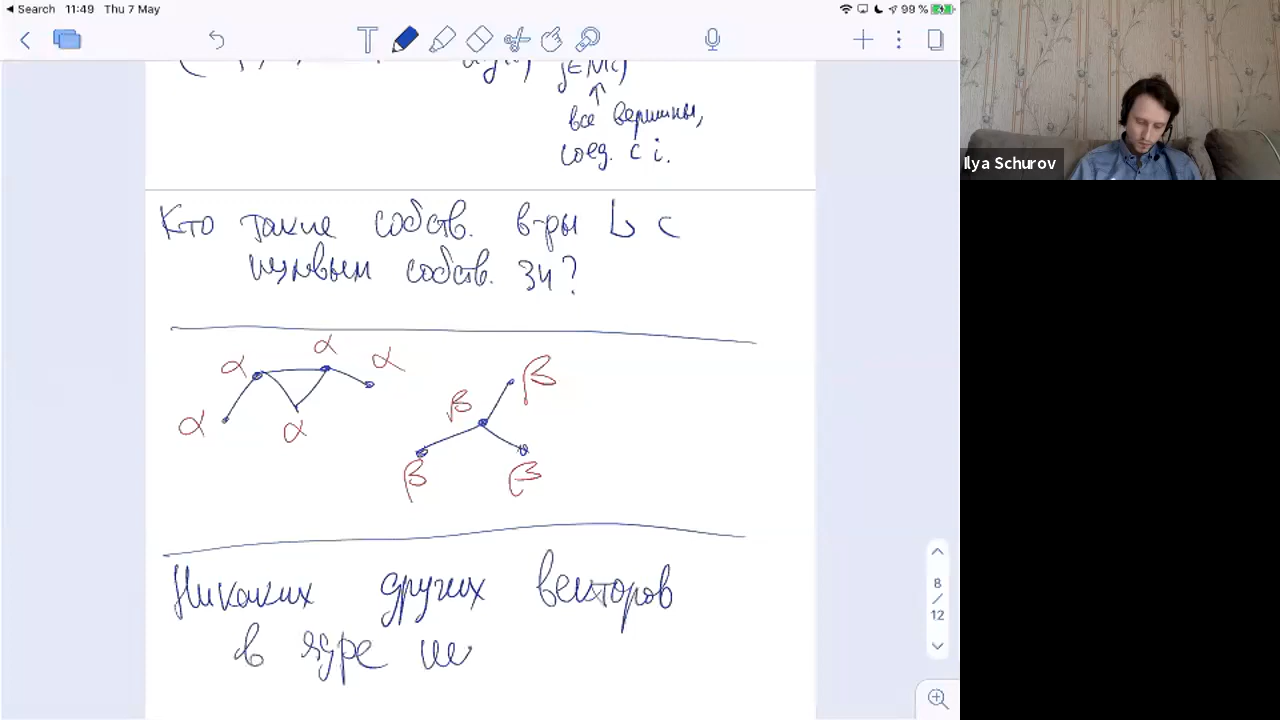 Search 11:49 Thu 7 May 99 %
T
j∈N(i)
все вершины,
соед. с i.
Ilya Schurov
Кто такие собств. в-ры L с
нулевым собств. зн?
α α α
β
α β
α
β β
Никаких других векторов
8
/
12
в ядре не